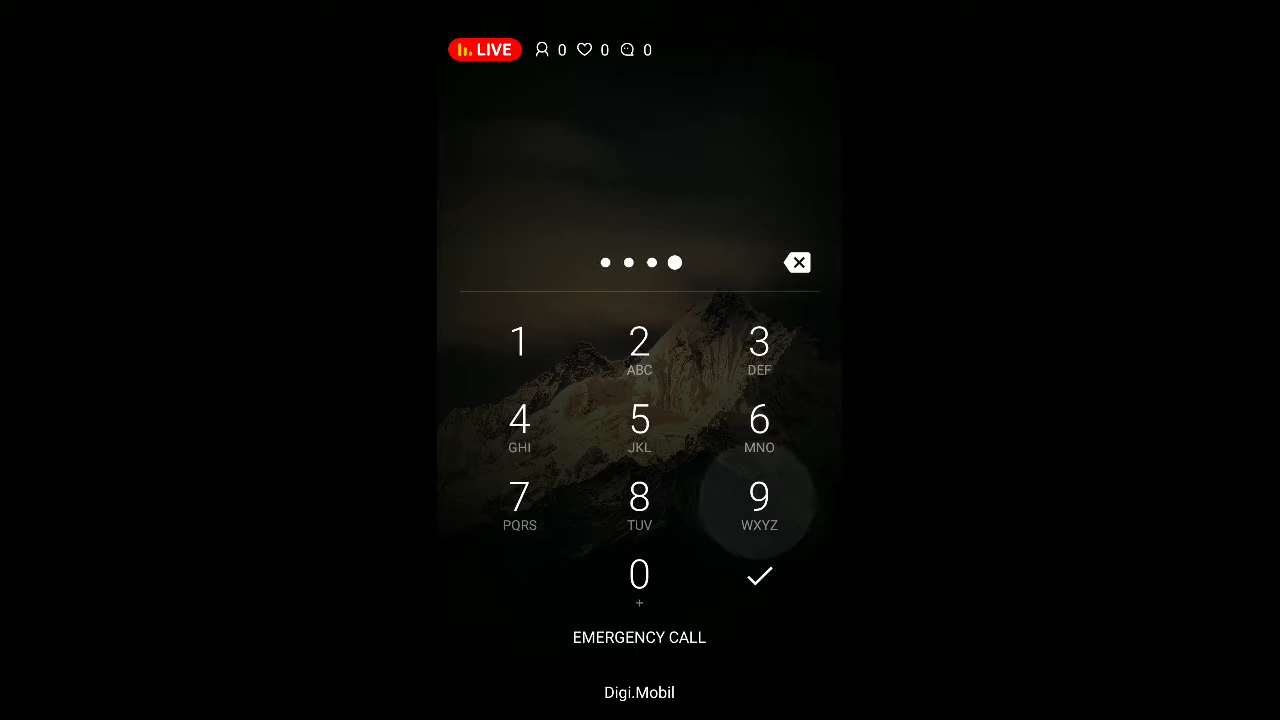 LIVE 0 0 0
1 2 3
ABC DEF
4 5 6
GHI JKL MNO
7 8 9
PQRS TUV WXYZ
0
+
EMERGENCY CALL
Digi.Mobil